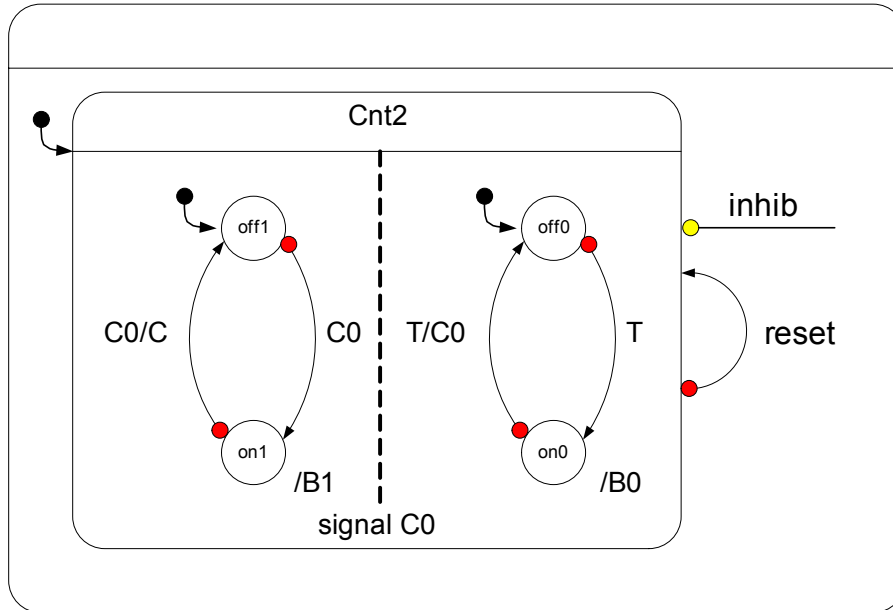 Cnt2
off1
off0
inhib
C0/C
C0
T/C0
T
reset
on1
on0
/B1
/B0
signal C0